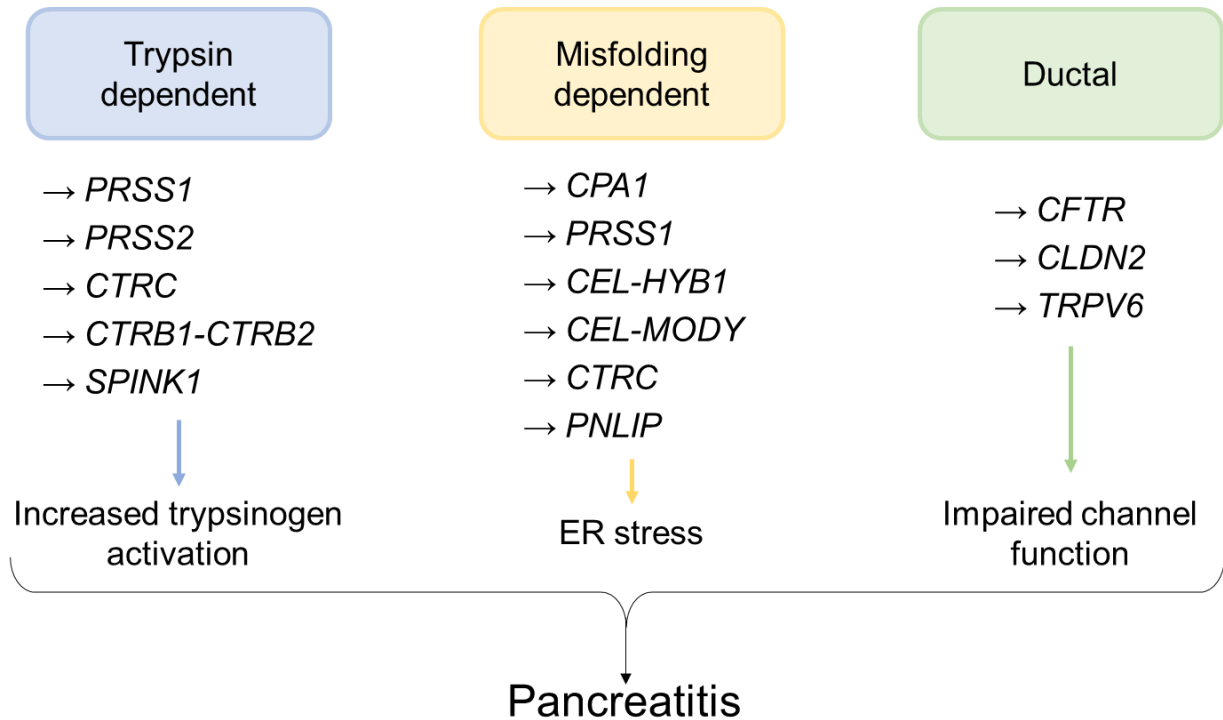 Trypsin
dependent
→ PRSS1
→ PRSS2
→ CTRC
→ CTRB1-CTRB2
→ SPINK1
Increased trypsinogen
activation
Misfolding
dependent
→ CPA1
→ PRSS1
→ CEL-HYB1
→ CEL-MODY
→ CTRC
→ PNLIP
ER stress
Ductal
→ CFTR
→ CLDN2
→ TRPV6
Impaired channel
function
Pancreatitis